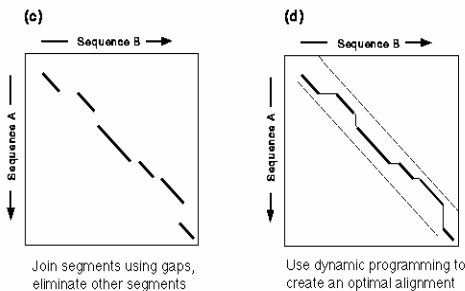 (c)
Sequence B
Sequence A
Join segments using gaps,
eliminate other segments
(d)
Sequence B
Sequence A
Use dynamic programming to
create an optimal alignment